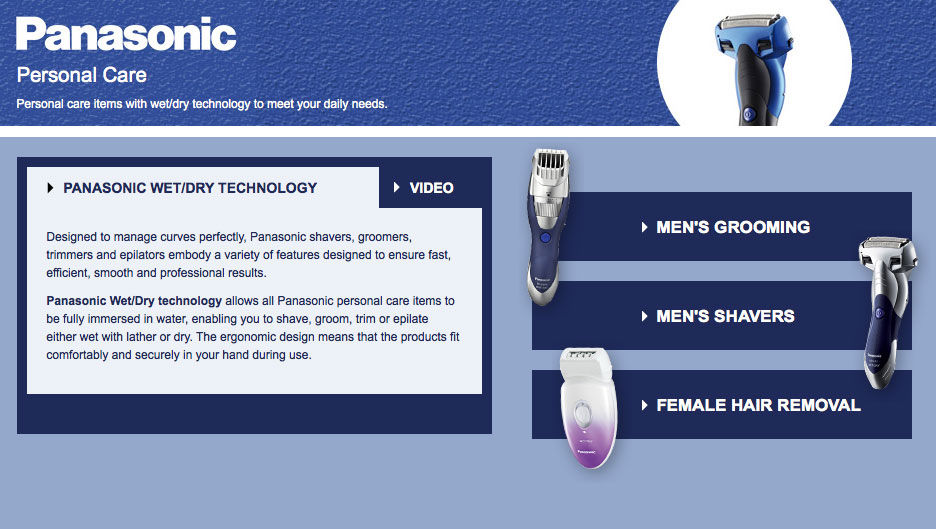 Panasonic
Personal Care
Personal care items with wet/dry technology to meet your daily needs.
PANASONIC WET/DRY TECHNOLOGY
VIDEO
Designed to manage curves perfectly, Panasonic shavers, groomers,
trimmers and epilators embody a variety of features designed to ensure fast,
efficient, smooth and professional results.
Panasonic Wet/Dry technology allows all Panasonic personal care items to
be fully immersed in water, enabling you to shave, groom, trim or epilate
either wet with lather or dry. The ergonomic design means that the products fit
comfortably and securely in your hand during use.
MEN'S GROOMING
MEN'S SHAVERS
FEMALE HAIR REMOVAL
Panasonic
Panasonic
Panasonic